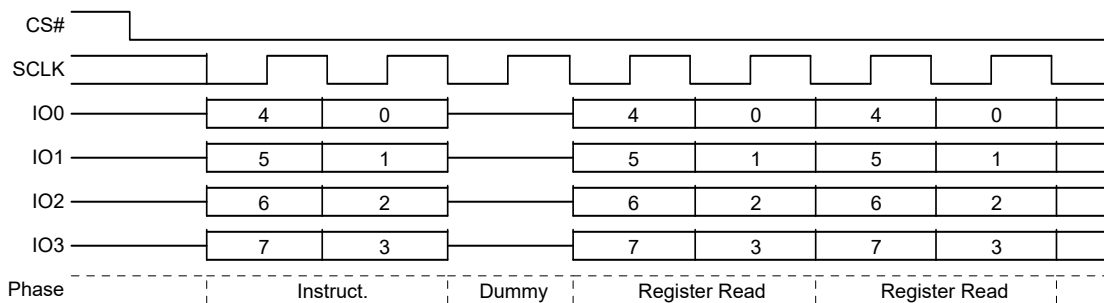 CS#
SCLK
IO0 4 0 4 0 4 0
IO1 5 1 5 1 5 1
IO2 6 2 6 2 6 2
IO3 7 3 7 3 7 3
Phase Instruct. Dummy Register Read Register Read